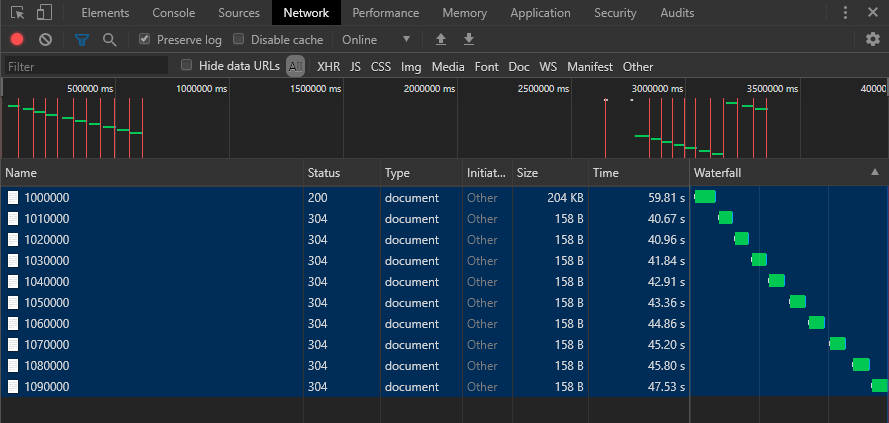 Elements Console Sources Network Performance Memory Application Security Audits
Preserve log Disable cache Online
Filter Hide data URLs All XHR JS CSS Img Media Font Doc WS Manifest Other
500000 ms 1000000 ms 1500000 ms 2000000 ms 2500000 ms 3000000 ms 3500000 ms 40000
Name Status Type Initiat... Size Time Waterfall
1000000 200 document Other 204 KB 59.81 s
1010000 304 document Other 158 B 40.67 s
1020000 304 document Other 158 B 40.96 s
1030000 304 document Other 158 B 41.84 s
1040000 304 document Other 158 B 42.91 s
1050000 304 document Other 158 B 43.36 s
1060000 304 document Other 158 B 44.86 s
1070000 304 document Other 158 B 45.20 s
1080000 304 document Other 158 B 45.80 s
1090000 304 document Other 158 B 47.53 s